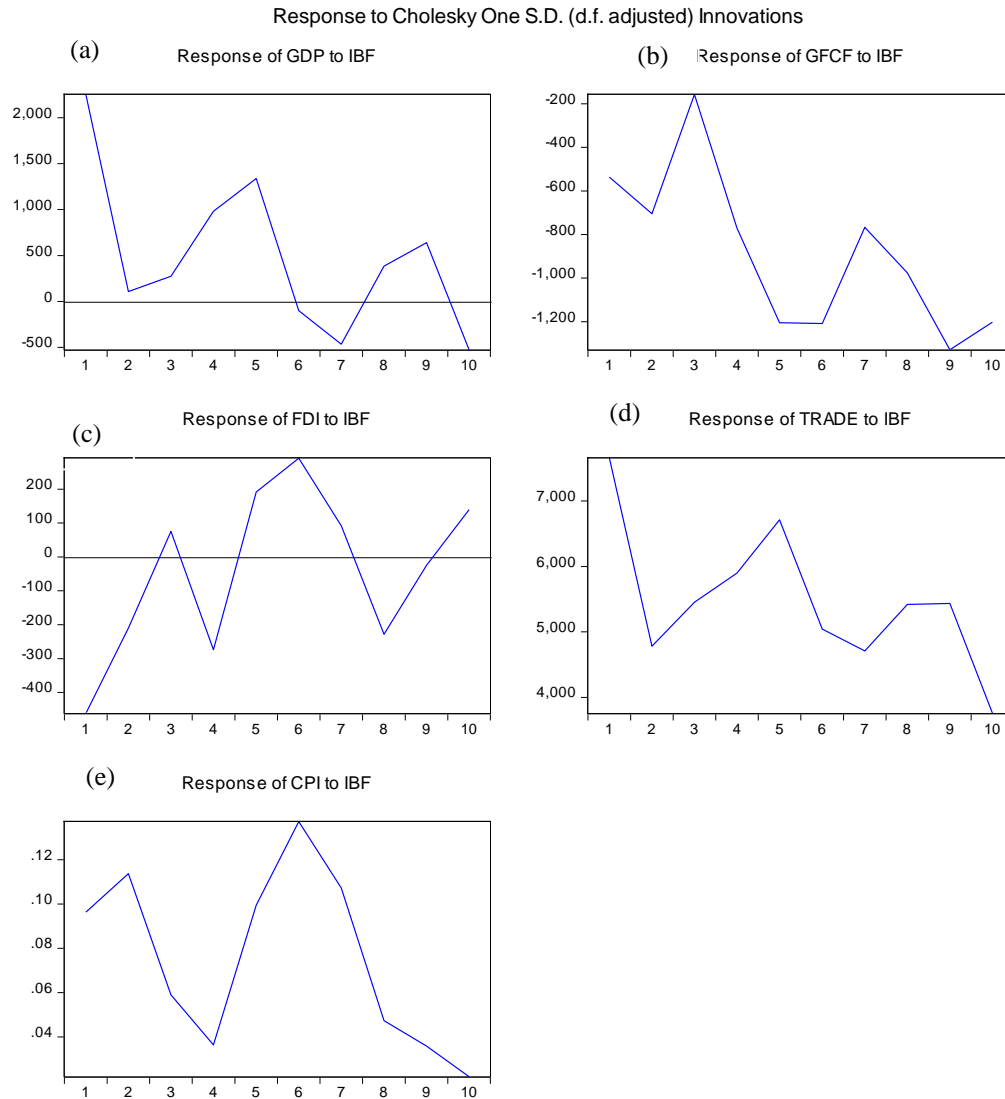 Response to Cholesky One S.D. (d.f. adjusted) Innovations
(a)
Response of GDP to IBF
2,000
1,500
1,000
500
0
-500
1 2 3 4 5 6 7 8 9 10
(b)
Response of GFCF to IBF
-200
-400
-600
-800
-1,000
-1,200
1 2 3 4 5 6 7 8 9 10
(c)
Response of FDI to IBF
200
100
0
-100
-200
-300
-400
1 2 3 4 5 6 7 8 9 10
(d)
Response of TRADE to IBF
7,000
6,000
5,000
4,000
1 2 3 4 5 6 7 8 9 10
(e)
Response of CPI to IBF
.12
.10
.08
.06
.04
1 2 3 4 5 6 7 8 9 10